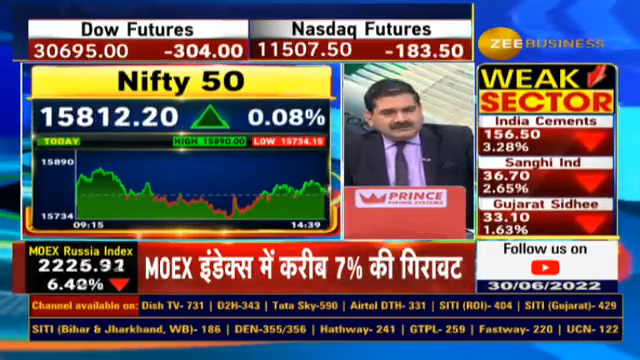 Dow Futures
30695.00 -304.00
Nasdaq Futures
11507.50 -183.50
ZEE BUSINESS
Nifty 50
15812.20 0.08%
TODAY HIGH 15890.00 LOW 15734.15
15890
15734
09:15 14:39
PRINCE
PIPING SYSTEMS
WEAK
SECTOR
India Cements
156.50
3.28%
Sanghi Ind
36.70
2.65%
Gujarat Sidhee
33.10
1.63%
MOEX Russia Index
2225.91
6.42%
MOEX इंडेक्स में करीब 7% की गिरावट
Follow us on
30/06/2022
Channel available on: Dish TV- 731 | D2H-343 | Tata Sky-590 | Airtel DTH- 331 | SITI (ROI)- 404 | SITI (Gujarat)- 429
SITI (Bihar & Jharkhand, WB)- 186 | DEN-355/356 | Hathway- 241 | GTPL- 259 | Fastway- 220 | UCN- 122